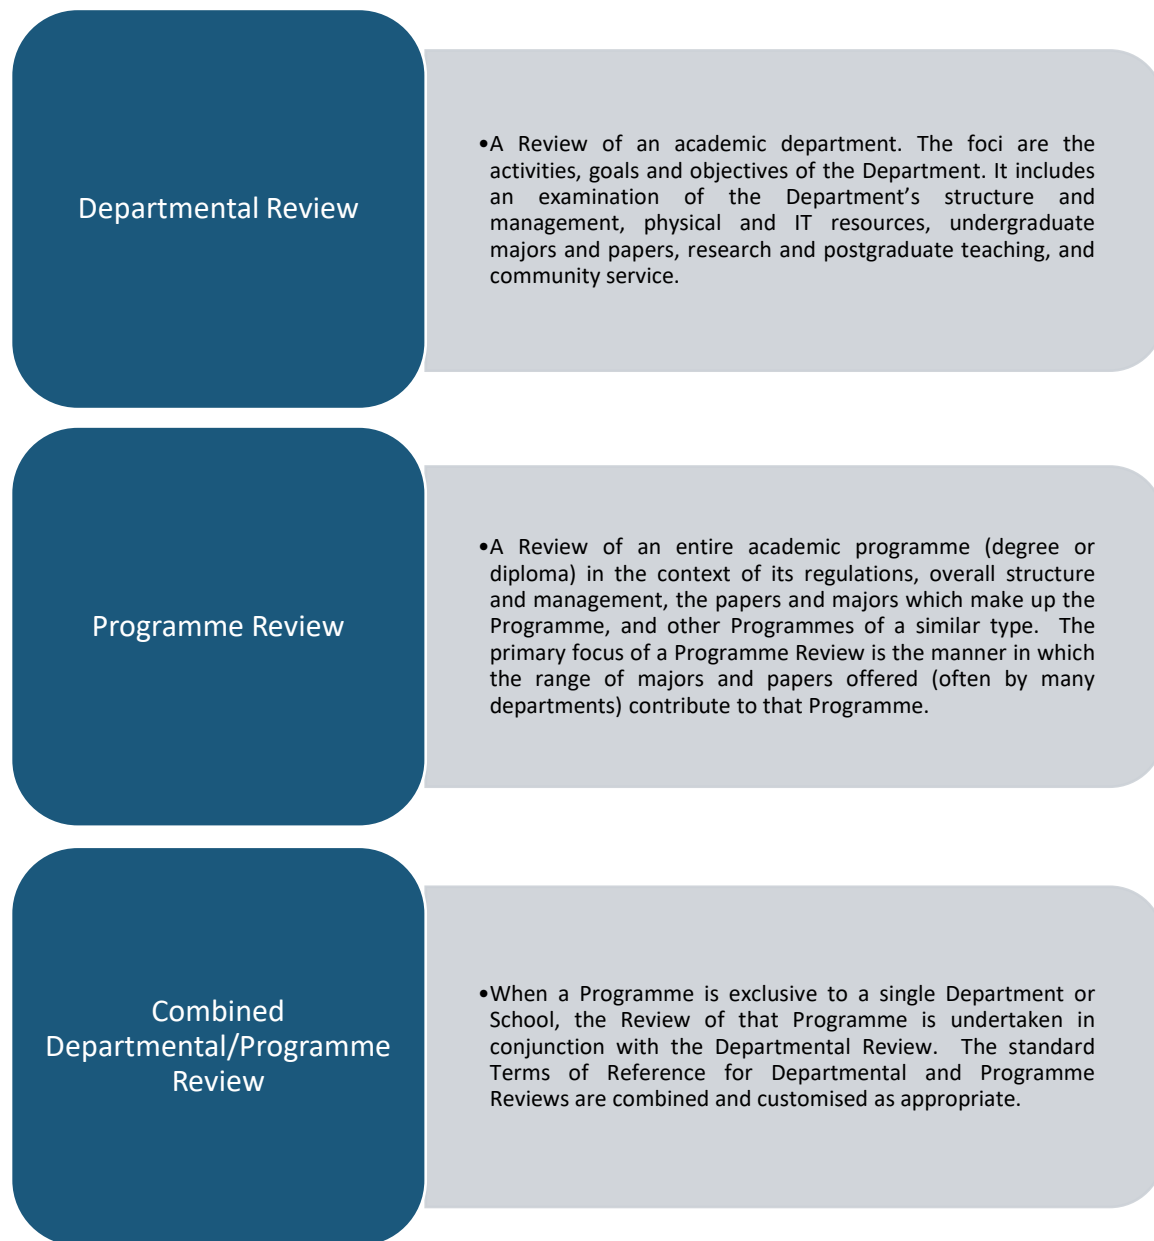 Departmental Review
•A Review of an academic department. The foci are the
activities, goals and objectives of the Department. It includes
an examination of the Department’s structure and
management, physical and IT resources, undergraduate
majors and papers, research and postgraduate teaching, and
community service.
Programme Review
•A Review of an entire academic programme (degree or
diploma) in the context of its regulations, overall structure
and management, the papers and majors which make up the
Programme, and other Programmes of a similar type. The
primary focus of a Programme Review is the manner in which
the range of majors and papers offered (often by many
departments) contribute to that Programme.
Combined
Departmental/Programme
Review
•When a Programme is exclusive to a single Department or
School, the Review of that Programme is undertaken in
conjunction with the Departmental Review. The standard
Terms of Reference for Departmental and Programme
Reviews are combined and customised as appropriate.